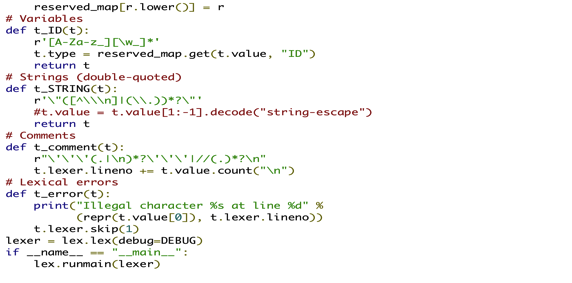 reserved_map[r.lower()] = r
# Variables
def t_ID(t):
    r'[A-Za-z_][\w_]*'
    t.type = reserved_map.get(t.value, "ID")
    return t
# Strings (double-quoted)
def t_STRING(t):
    r'\"([^\\\n]|(\\.))*?\"'
    #t.value = t.value[1:-1].decode("string-escape")
    return t
# Comments
def t_comment(t):
    r"\'\'\'(.|\n)*?\'\'\'|//(.)*?\n"
    t.lexer.lineno += t.value.count("\n")
# Lexical errors
def t_error(t):
    print("Illegal character %s at line %d" %
          (repr(t.value[0]), t.lexer.lineno))
    t.lexer.skip(1)
lexer = lex.lex(debug=DEBUG)
if __name__ == "__main__":
    lex.runmain(lexer)